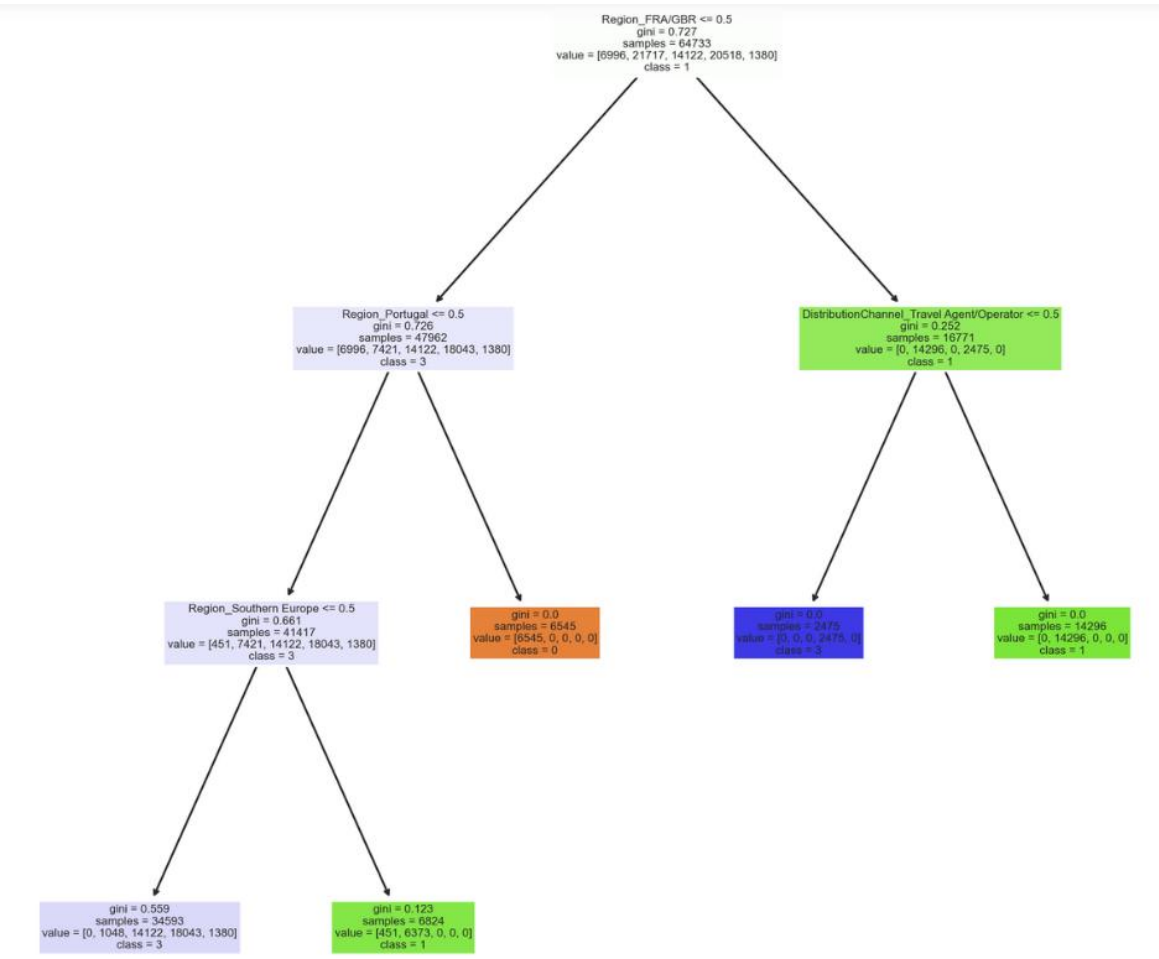 Region_FRA/GBR <= 0.5
gini = 0.727
samples = 64733
value = [6996, 21717, 14122, 20518, 1380]
class = 1
Region_Portugal <= 0.5
gini = 0.726
samples = 47962
value = [6996, 7421, 14122, 18043, 1380]
class = 3
DistributionChannel_Travel Agent/Operator <= 0.5
gini = 0.252
samples = 16771
value = [0, 14296, 0, 2475, 0]
class = 1
Region_Southern Europe <= 0.5
gini = 0.661
samples = 41417
value = [451, 7421, 14122, 18043, 1380]
class = 3
gini = 0.0
samples = 6545
value = [6545, 0, 0, 0, 0]
class = 0
gini = 0.0
samples = 2475
value = [0, 0, 0, 2475, 0]
class = 3
gini = 0.0
samples = 14296
value = [0, 14296, 0, 0, 0]
class = 1
gini = 0.559
samples = 34593
value = [0, 1048, 14122, 18043, 1380]
class = 3
gini = 0.123
samples = 6824
value = [451, 6373, 0, 0, 0]
class = 1